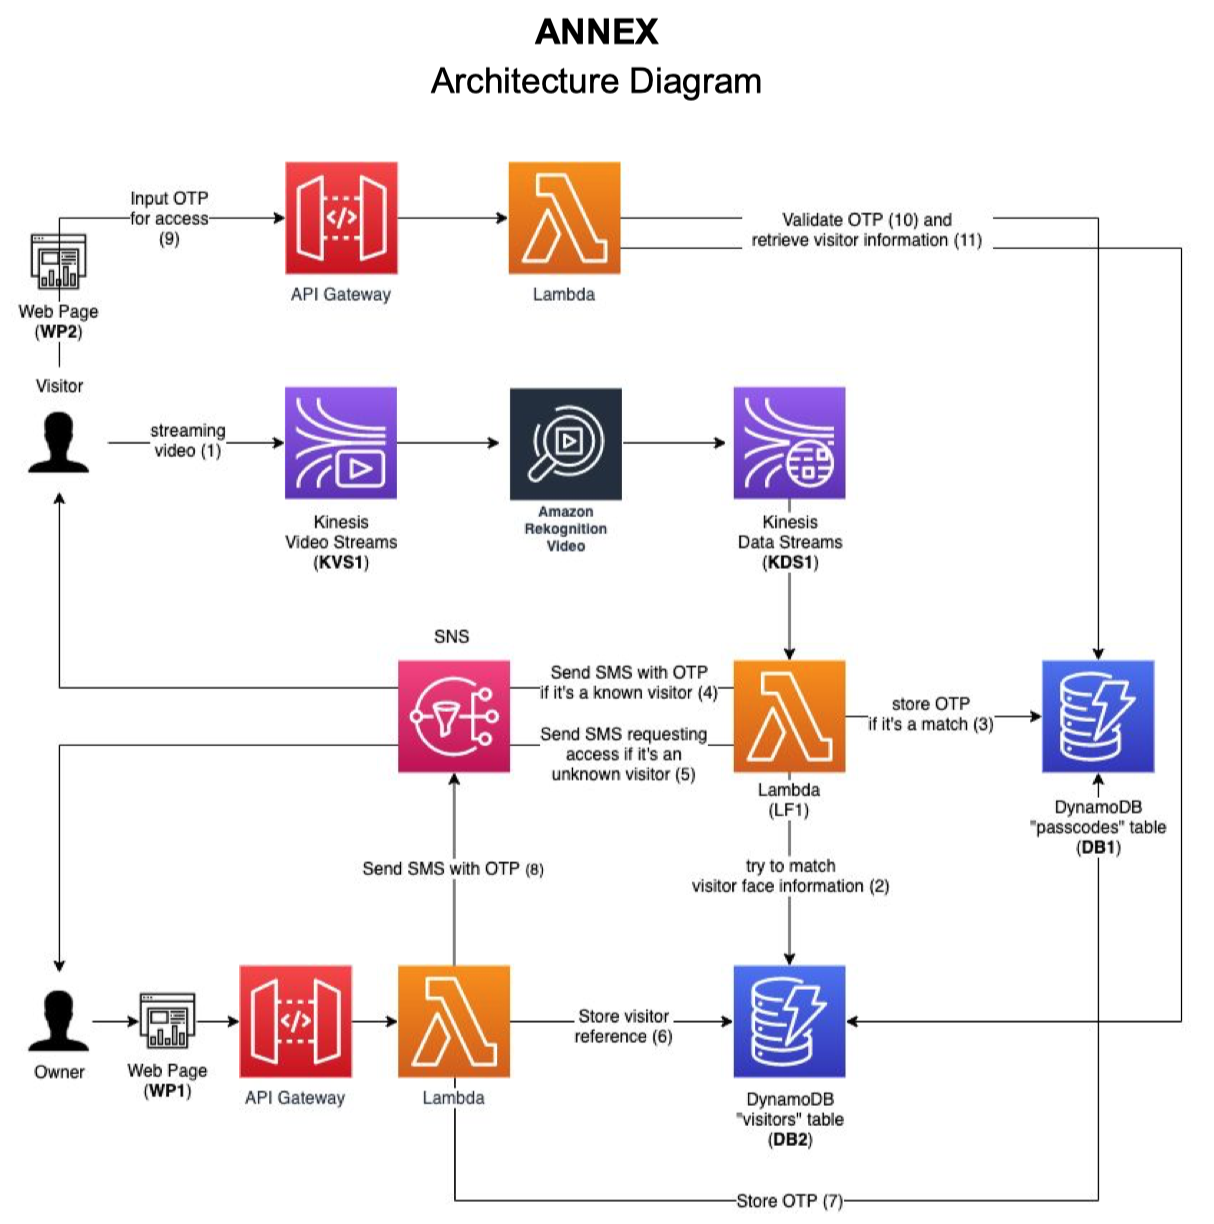 ANNEX
Architecture Diagram
Input OTP
for access
(9)
</>
Validate OTP (10) and
retrieve visitor information (11)
API Gateway
Lambda
Web Page
(WP2)
Visitor
streaming
video (1)
Kinesis
Video Streams
(KVS1)
Amazon
Rekognition
Video
Kinesis
Data Streams
(KDS1)
SNS
Send SMS with OTP
if it's a known visitor (4)
Send SMS requesting
access if it's an
unknown visitor (5)
store OTP
if it's a match (3)
Lambda
(LF1)
DynamoDB
"passcodes" table
(DB1)
Send SMS with OTP (8)
try to match
visitor face information (2)
Owner
Web Page
(WP1)
</>
API Gateway
Lambda
Store visitor
reference (6)
DynamoDB
"visitors" table
(DB2)
Store OTP (7)